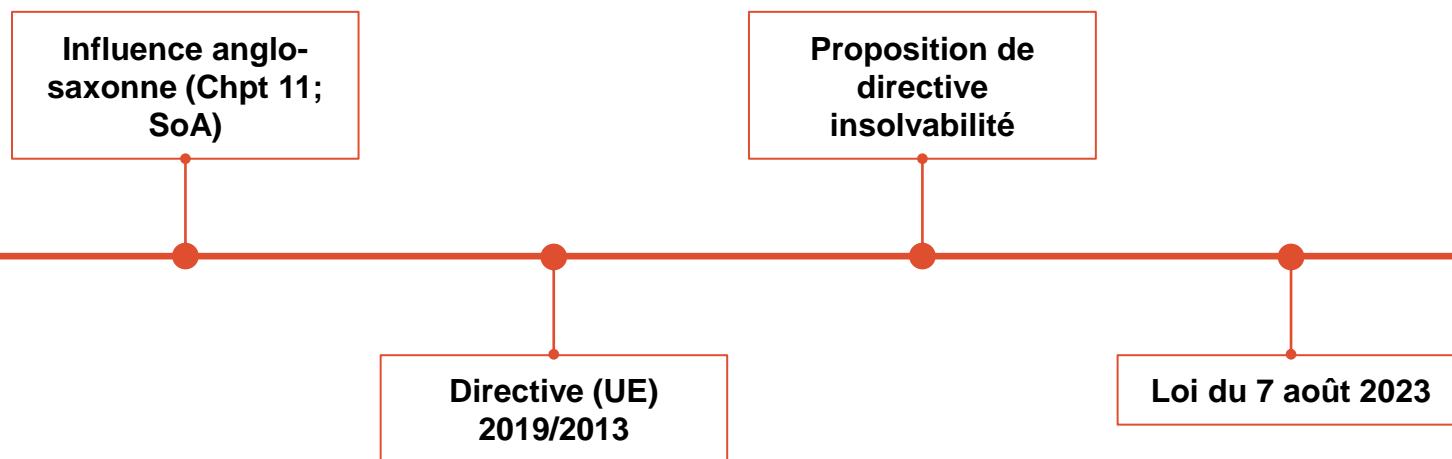 Influence anglo-
saxonne (Chpt 11;
SoA)
Directive (UE)
2019/2013
Proposition de
directive
insolvabilité
Loi du 7 août 2023